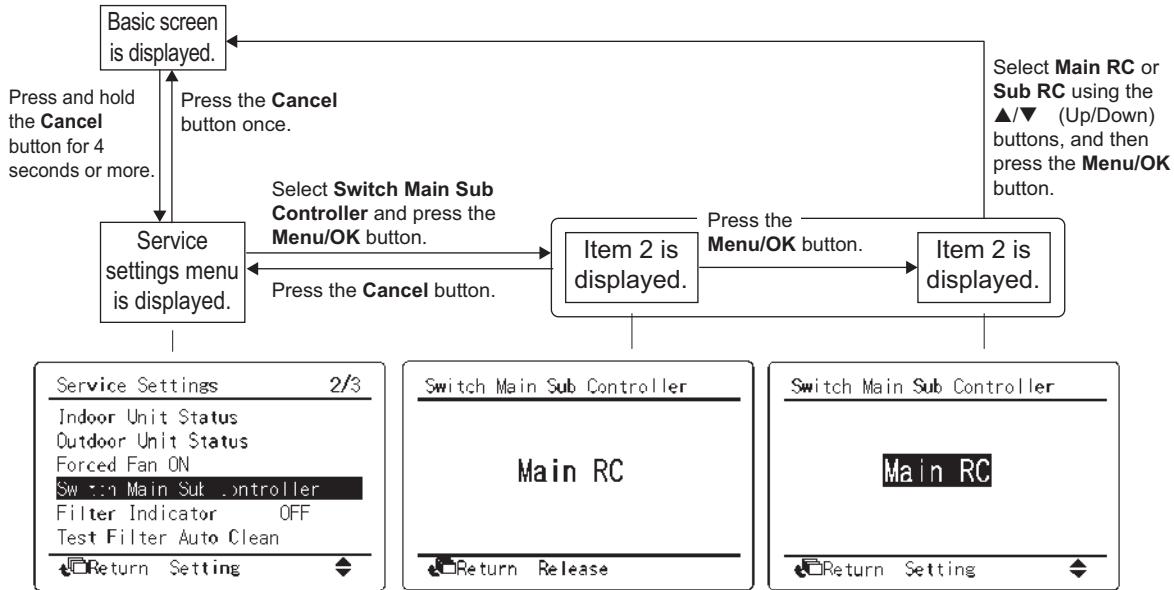 Basic screen
is displayed.
Press and hold
the Cancel
button for 4
seconds or more.
Press the Cancel
button once.
Select Main RC or
Sub RC using the
▲/▼ (Up/Down)
buttons, and then
press the Menu/OK
button.
Select Switch Main Sub
Controller and press the
Menu/OK button.
Press the Cancel button.
Press the
Menu/OK button.
Service
settings menu
is displayed.
Item 2 is
displayed.
Item 2 is
displayed.
Service Settings 2/3
Indoor Unit Status
Outdoor Unit Status
Forced Fan ON
Switch Main Sub Controller
Filter Indicator OFF
Test Filter Auto Clean
Return Setting
Switch Main Sub Controller
Main RC
Return Release
Switch Main Sub Controller
Main RC
Return Setting